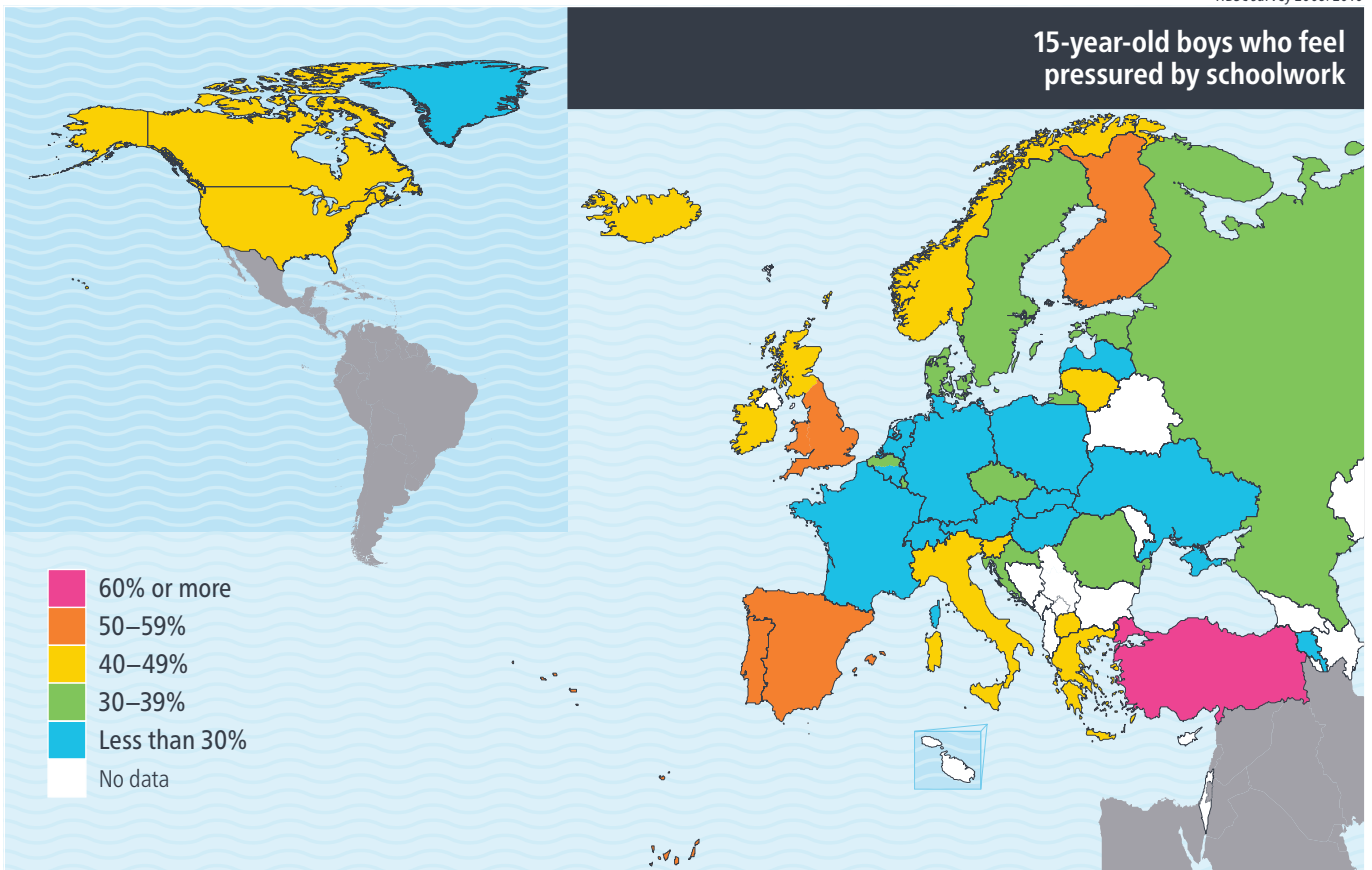 15-year-old boys who feel
pressured by schoolwork
60% or more
50–59%
40–49%
30–39%
Less than 30%
No data